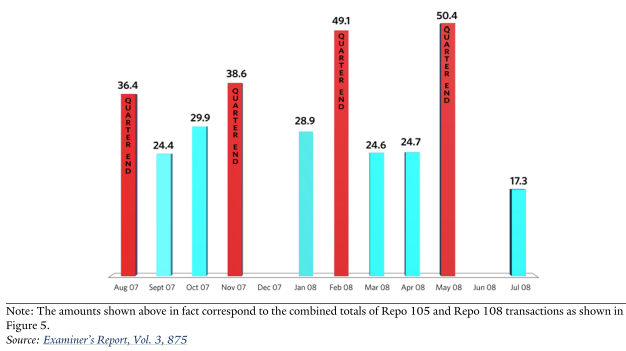 49.1
50.4
36.4
38.6
29.9
28.9
24.4
24.6
24.7
17.3
QUARTER END
QUARTER END
QUARTER END
QUARTER END
Aug 07 Sept 07 Oct 07 Nov 07 Dec 07 Jan 08 Feb 08 Mar 08 Apr 08 May 08 Jun 08 Jul 08
Note: The amounts shown above in fact correspond to the combined totals of Repo 105 and Repo 108 transactions as shown in
Figure 5.
Source: Examiner's Report, Vol. 3, 875